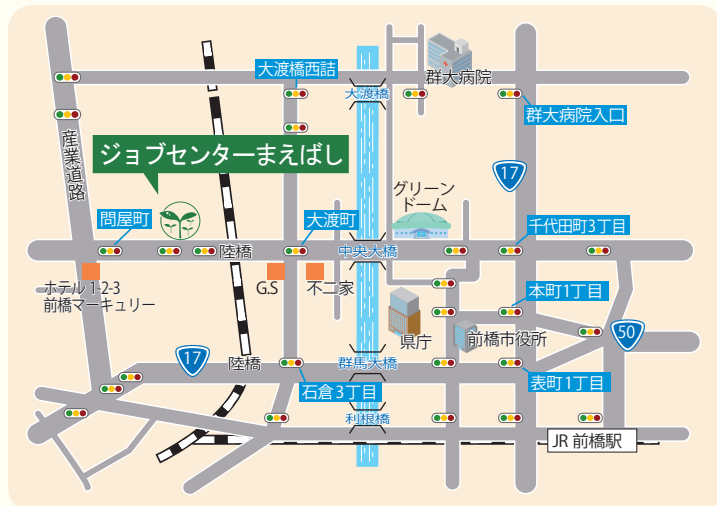 大渡橋西詰
群大病院
大渡橋
群大病院入口
産業道路
ジョブセンターまえばし
17
グリーン
ドーム
問屋町
大渡町
千代田町3丁目
陸橋
中央大橋
ホテル 1-2-3
前橋マーキュリー
G.S
不二家
本町1丁目
県庁
前橋市役所
50
17
陸橋
群馬大橋
石倉3丁目
表町1丁目
利根橋
JR 前橋駅